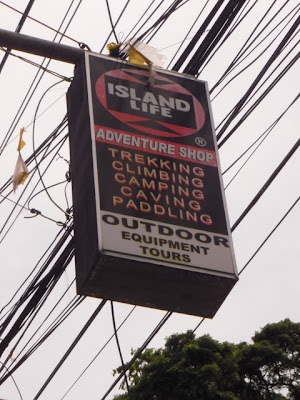 ISLAND
LIFE
®
ADVENTURE SHOP
TREKKING
CLIMBING
CAMPING
CAVING
PADDLING
OUTDOOR
EQUIPMENT
TOURS